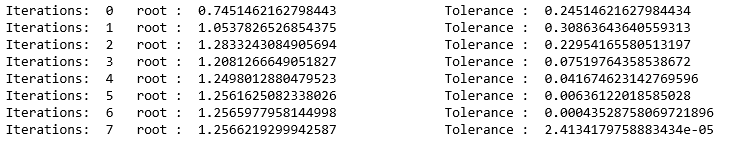 Iterations: 0 root : 0.7451462162798443 Tolerance : 0.24514621627984434
Iterations: 1 root : 1.0537826526854375 Tolerance : 0.30863643640559313
Iterations: 2 root : 1.2833243084905694 Tolerance : 0.22954165580513197
Iterations: 3 root : 1.2081266649051827 Tolerance : 0.07519764358538672
Iterations: 4 root : 1.2498012880479523 Tolerance : 0.041674623142769596
Iterations: 5 root : 1.2561625082338026 Tolerance : 0.00636122018585028
Iterations: 6 root : 1.2565977958144998 Tolerance : 0.00043528758069721896
Iterations: 7 root : 1.2566219299942587 Tolerance : 2.4134179758883434e-05